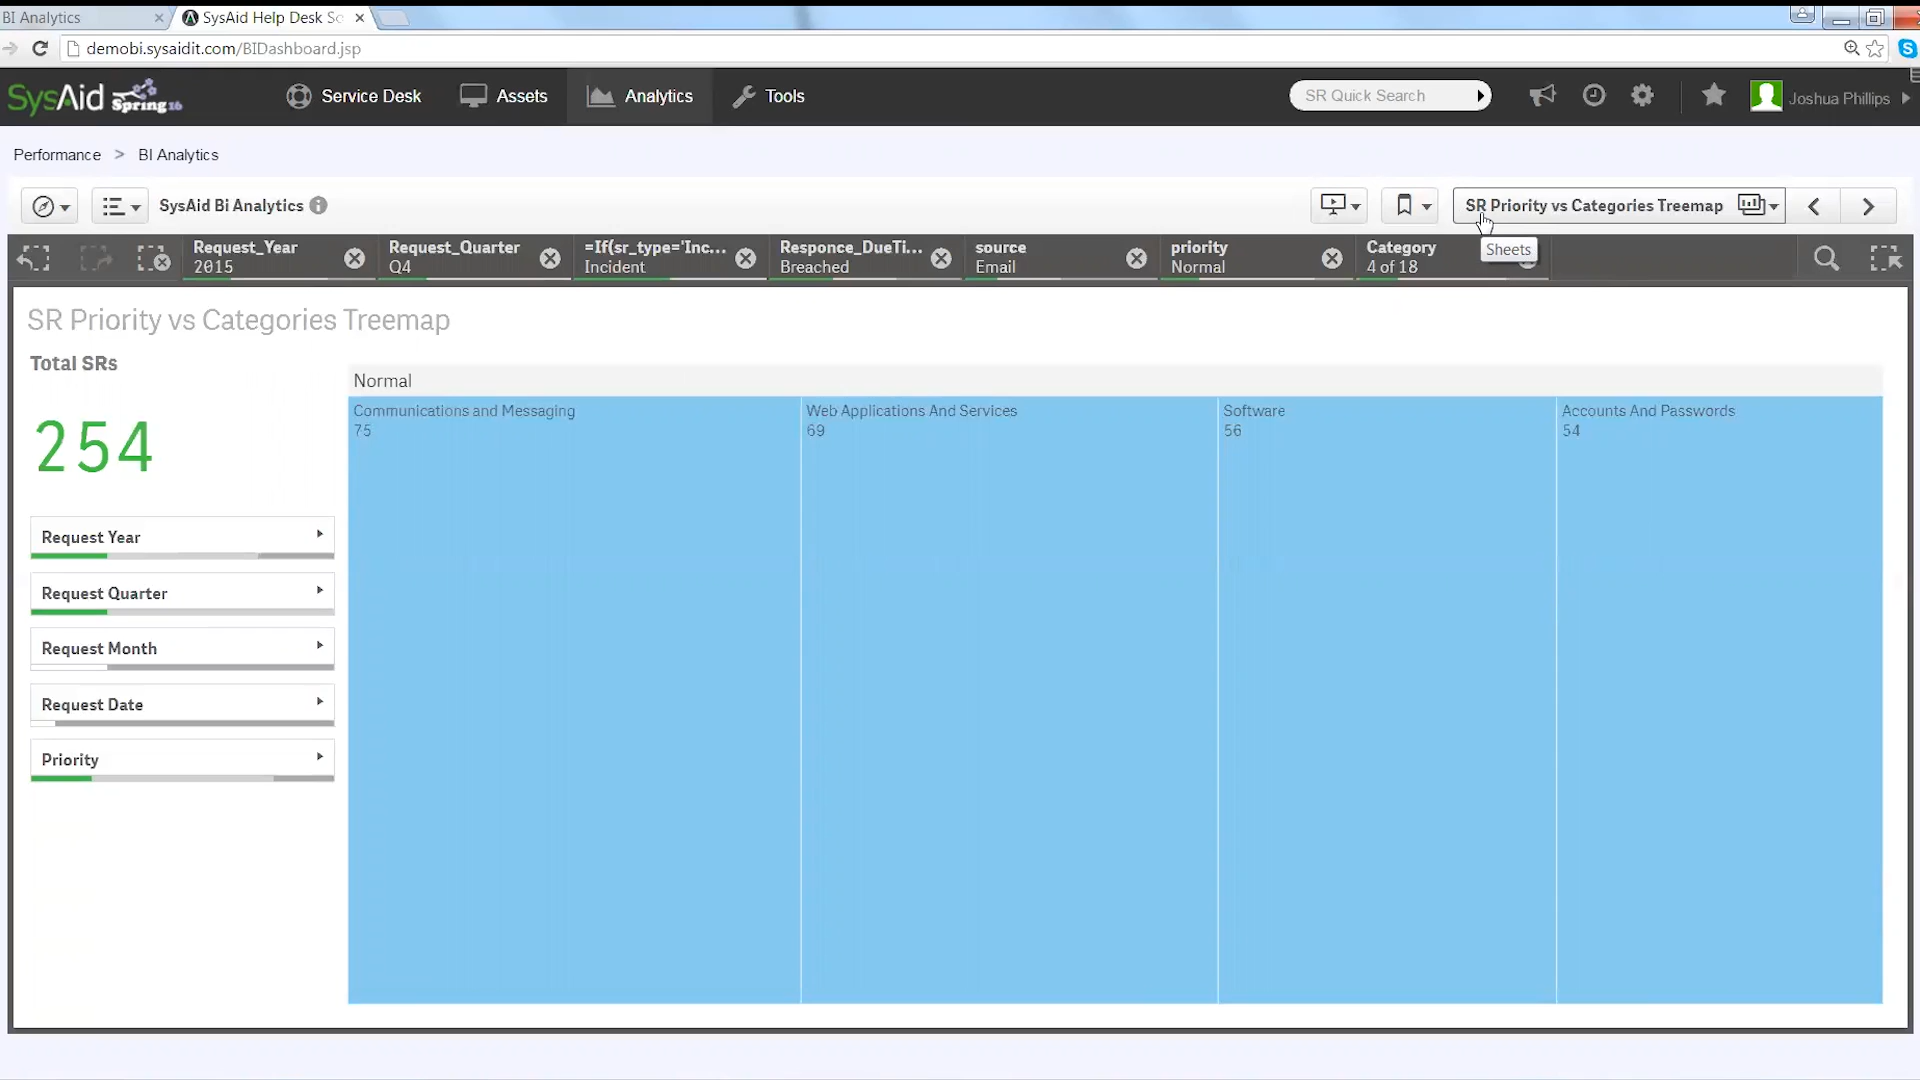 BI Analytics
SysAid Help Desk So
demobi.sysaidit.com/BIDashboard.jsp
SysAid Spring 16
Service Desk
Assets
Analytics
Tools
SR Quick Search
Joshua Phillips
Performance > BI Analytics
SysAid Bi Analytics
SR Priority vs Categories Treemap
Sheets
Request_Year
2015
Request_Quarter
Q4
=If(sr_type='Inc...
Incident
Responce_DueTi...
Breached
source
Email
priority
Normal
Category
4 of 18
SR Priority vs Categories Treemap
Total SRs
254
Request Year
Request Quarter
Request Month
Request Date
Priority
Normal
Communications and Messaging
75
Web Applications And Services
69
Software
56
Accounts And Passwords
54